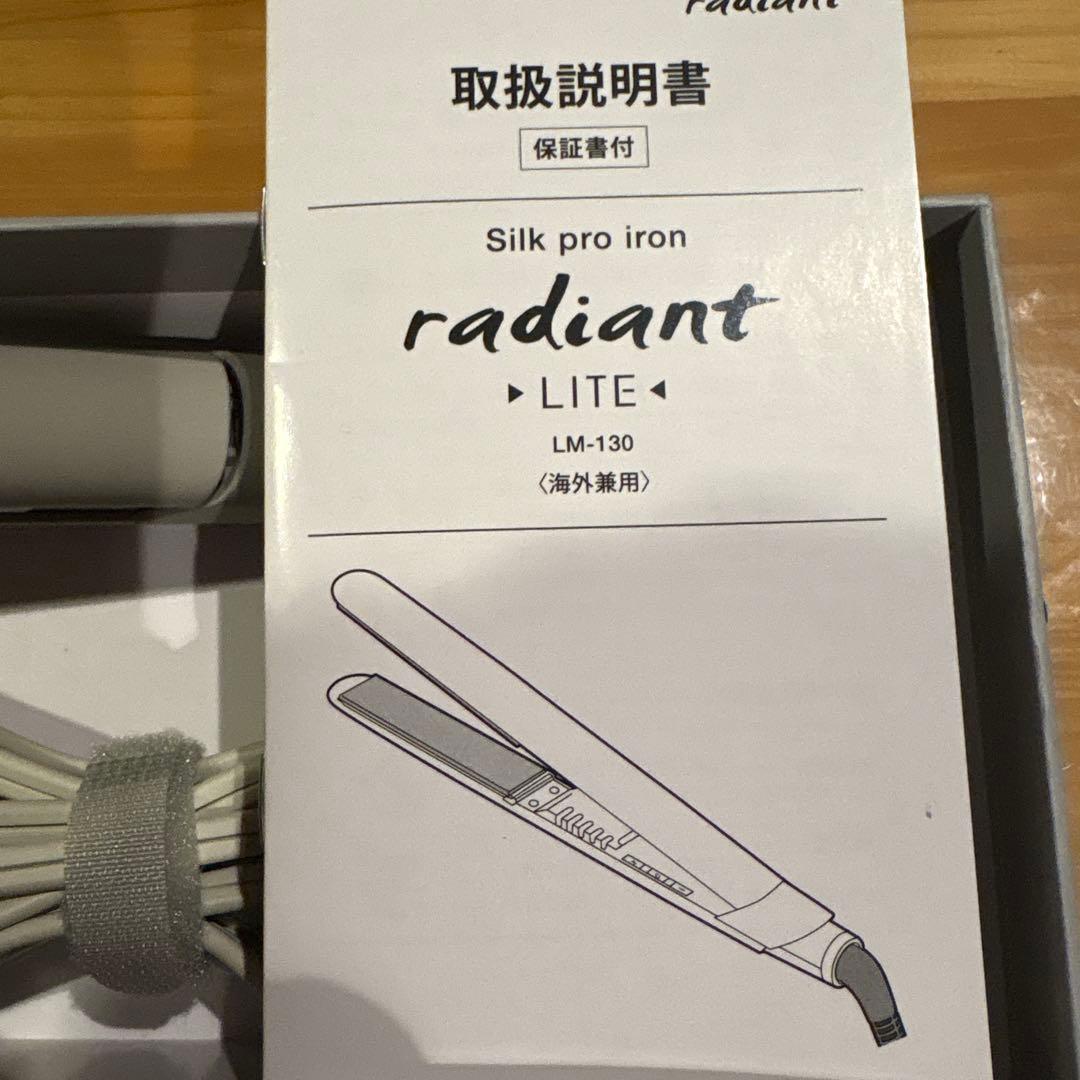 radiant
取扱説明書
保証書付
Silk pro iron
radiant
▶LITE◀
LM-130
〈海外兼用〉